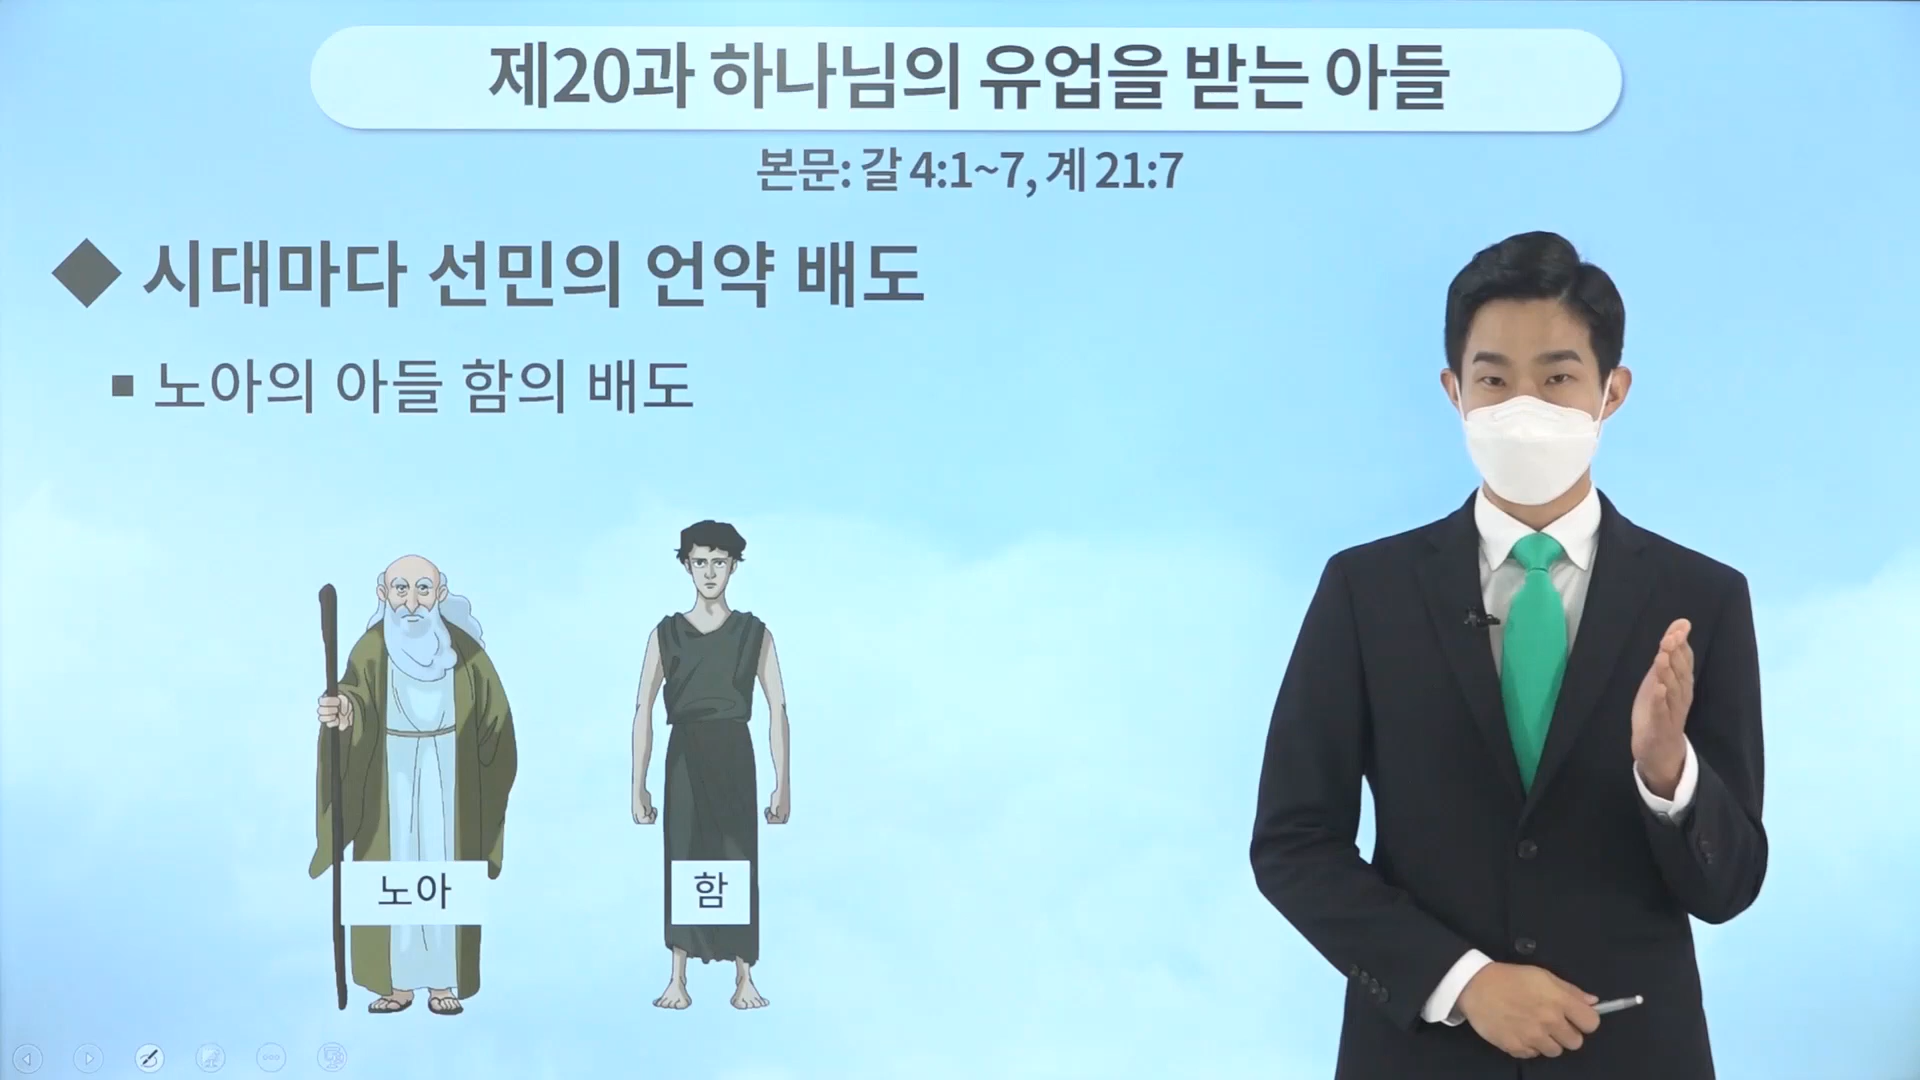 제20과 하나님의 유업을 받는 아들
본문: 갈 4:1~7, 계 21:7
◆ 시대마다 선민의 언약 배도
▪ 노아의 아들 함의 배도
노아
함